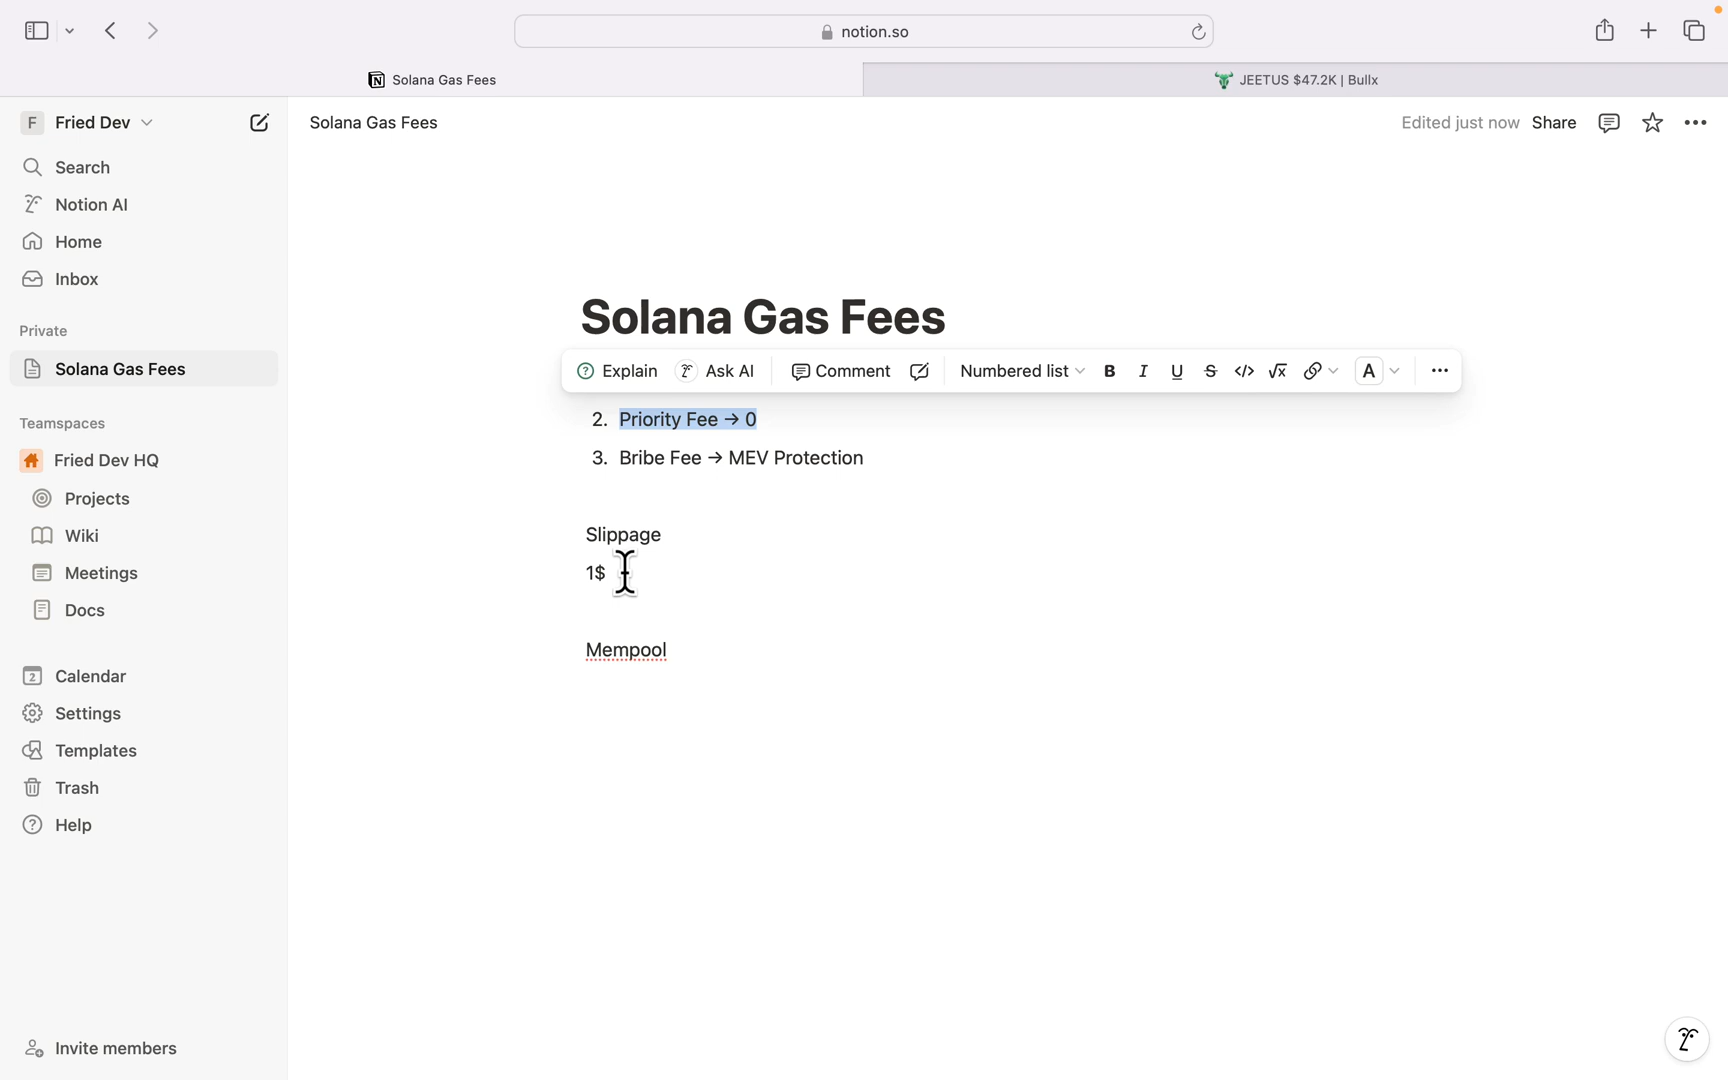 notion.so
Solana Gas Fees
JEETUS $47.2K | Bullx
F Fried Dev
Solana Gas Fees
Edited just now Share
Search
Notion AI
Home
Inbox
Private
Solana Gas Fees
Teamspaces
Fried Dev HQ
Projects
Wiki
Meetings
Docs
2 Calendar
Settings
Templates
Trash
Help
Invite members
Solana Gas Fees
Explain Ask AI Comment Numbered list B I U S </> √x A
2. Priority Fee → 0
3. Bribe Fee → MEV Protection
Slippage
1$
Mempool